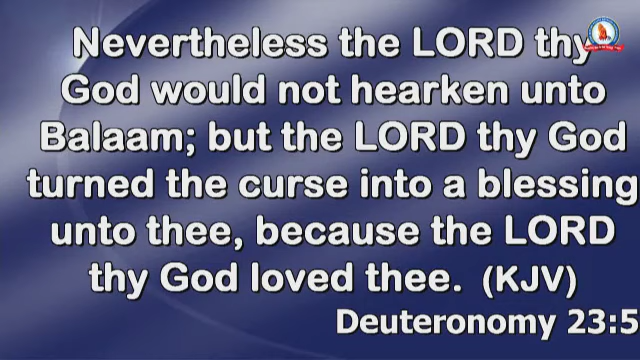 Nevertheless the LORD thy
God would not hearken unto
Balaam; but the LORD thy God
turned the curse into a blessing
unto thee, because the LORD
thy God loved thee. (KJV)
Deuteronomy 23:5